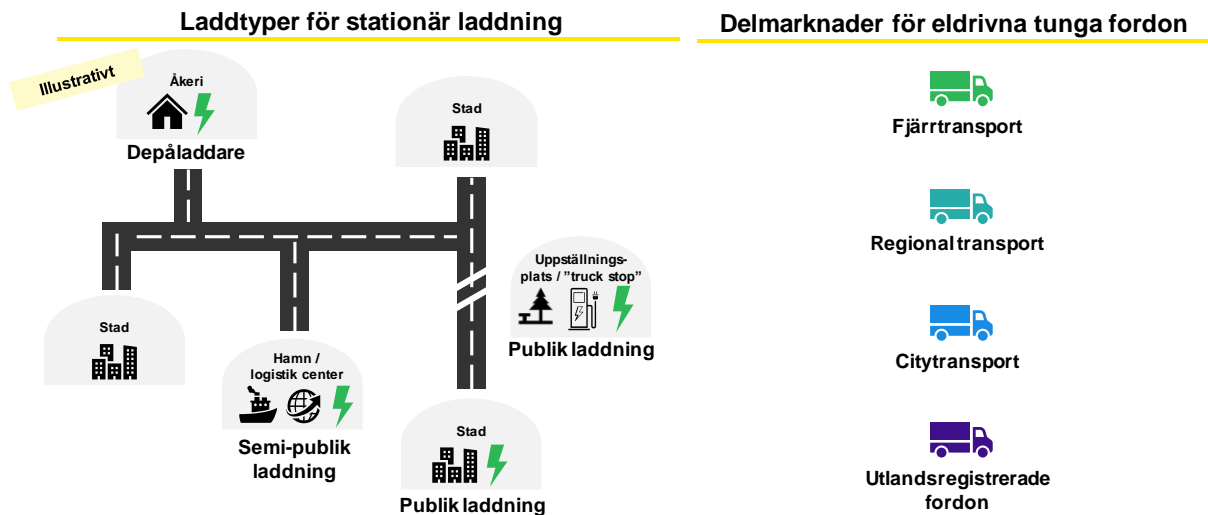 Laddtyper för stationär laddning
Illustrativt
Åkeri
Depåladdare
Stad
Stad
Uppställnings-
plats / ”truck stop”
Publik laddning
Hamn /
logistik center
Semi-publik
laddning
Stad
Publik laddning
Delmarknader för eldrivna tunga fordon
Fjärrtransport
Regional transport
Citytransport
Utlandsregistrerade
fordon